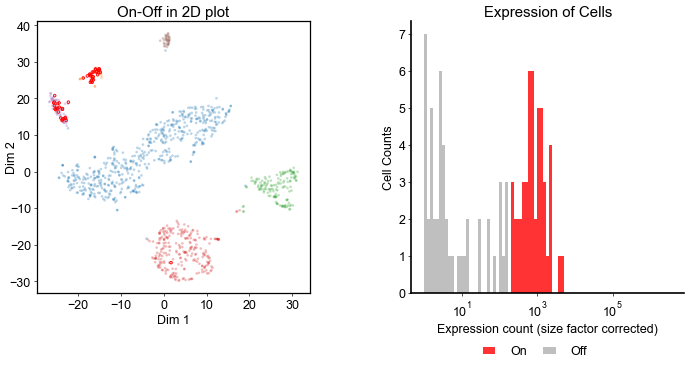 On-Off in 2D plot
40
30
20
10
0
−10
−20
−30
Dim 2
−20 −10 0 10 20 30
Dim 1
Expression of Cells
7
6
5
4
3
2
1
0
Cell Counts
10¹ 10³ 10⁵
Expression count (size factor corrected)
On Off